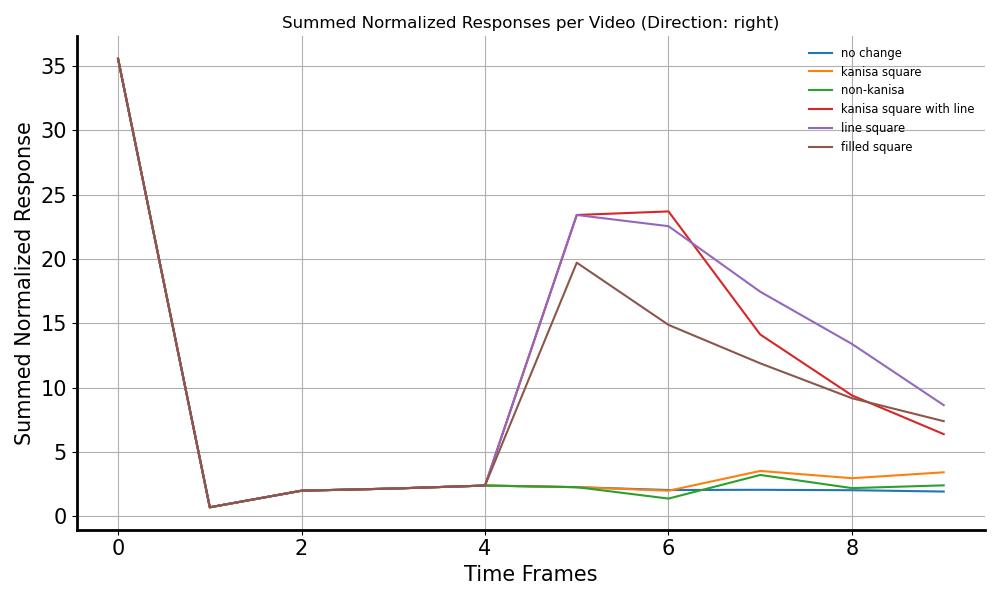 Summed Normalized Responses per Video (Direction: right)
no change
kanisa square
non-kanisa
kanisa square with line
line square
filled square
Summed Normalized Response
35
30
25
20
15
10
5
0
0 2 4 6 8
Time Frames